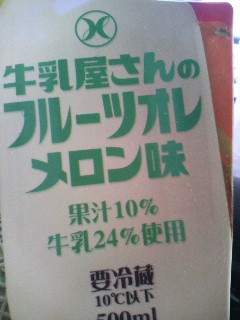 牛乳屋さんの
フルーツオレ
メロン味
果汁10%
牛乳24%使用
要冷蔵
10℃以下
500ml